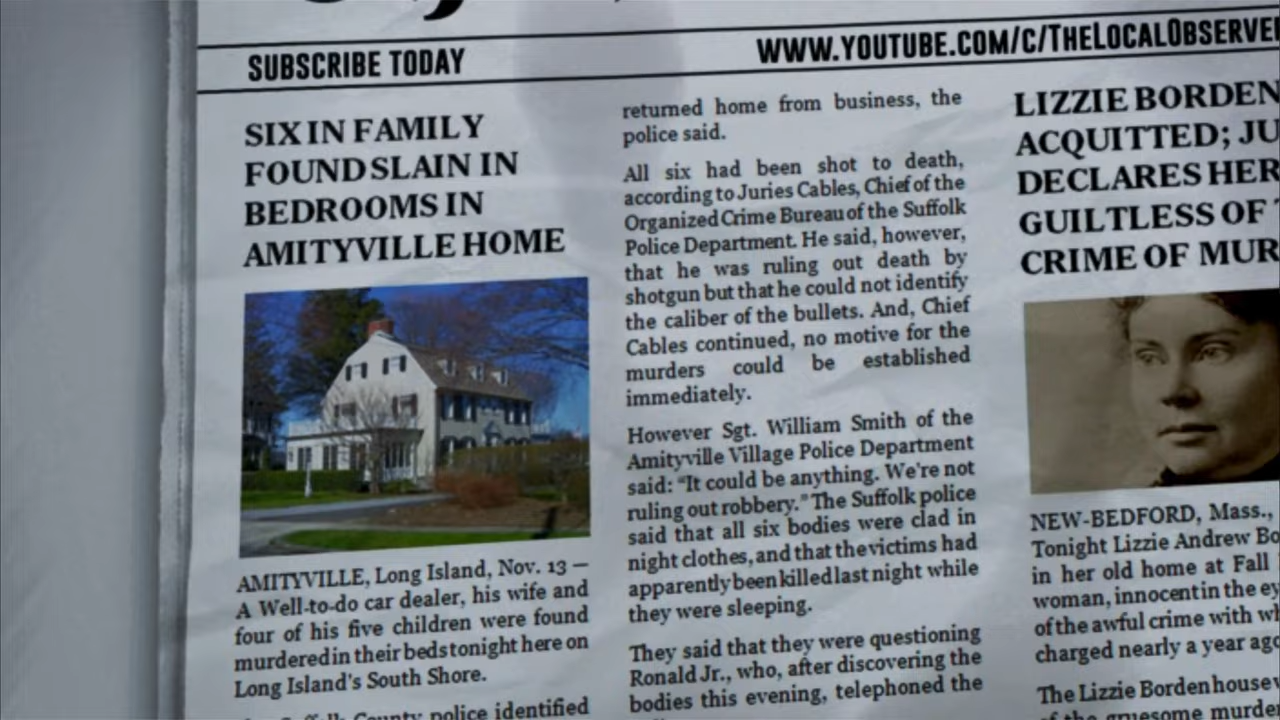 SUBSCRIBE TODAY
WWW.YOUTUBE.COM/C/THELOCALOBSERVER
SIX IN FAMILY
FOUND SLAIN IN
BEDROOMS IN
AMITYVILLE HOME
AMITYVILLE, Long Island, Nov. 13 —
A Well-to-do car dealer, his wife and
four of his five children were found
murdered in their beds tonight here on
Long Island's South Shore.
County police identified
returned home from business, the
police said.
All six had been shot to death,
according to Juries Cables, Chief of the
Organized Crime Bureau of the Suffolk
Police Department. He said, however,
that he was ruling out death by
shotgun but that he could not identify
the caliber of the bullets. And, Chief
Cables continued, no motive for the
murders could be established
immediately.
However Sgt. William Smith of the
Amityville Village Police Department
said: "It could be anything. We're not
ruling out robbery." The Suffolk police
said that all six bodies were clad in
night clothes, and that the victims had
apparently been killed last night while
they were sleeping.
They said that they were questioning
Ronald Jr., who, after discovering the
bodies this evening, telephoned the
LIZZIE BORDEN
ACQUITTED; JU
DECLARES HER
GUILTLESS OF
CRIME OF MUR
NEW-BEDFORD, Mass.,
Tonight Lizzie Andrew Bo
in her old home at Fall
woman, innocent in the ey
of the awful crime with wh
charged nearly a year ago
The Lizzie Borden house w
of the gruesome murder